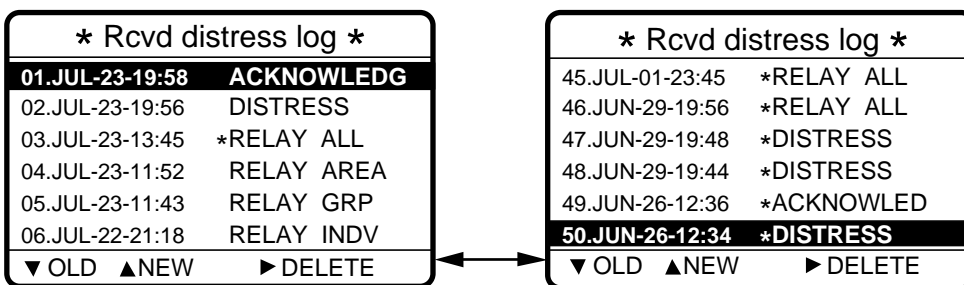 * Rcvd distress log *
01.JUL-23-19:58 ACKNOWLEDG
02.JUL-23-19:56 DISTRESS
03.JUL-23-13:45 *RELAY ALL
04.JUL-23-11:52 RELAY AREA
05.JUL-23-11:43 RELAY GRP
06.JUL-22-21:18 RELAY INDV
▼ OLD ▲NEW ►DELETE
* Rcvd distress log *
45.JUL-01-23:45 *RELAY ALL
46.JUN-29-19:56 *RELAY ALL
47.JUN-29-19:48 *DISTRESS
48.JUN-29-19:44 *DISTRESS
49.JUN-26-12:36 *ACKNOWLED
50.JUN-26-12:34 *DISTRESS
▼ OLD ▲NEW ►DELETE